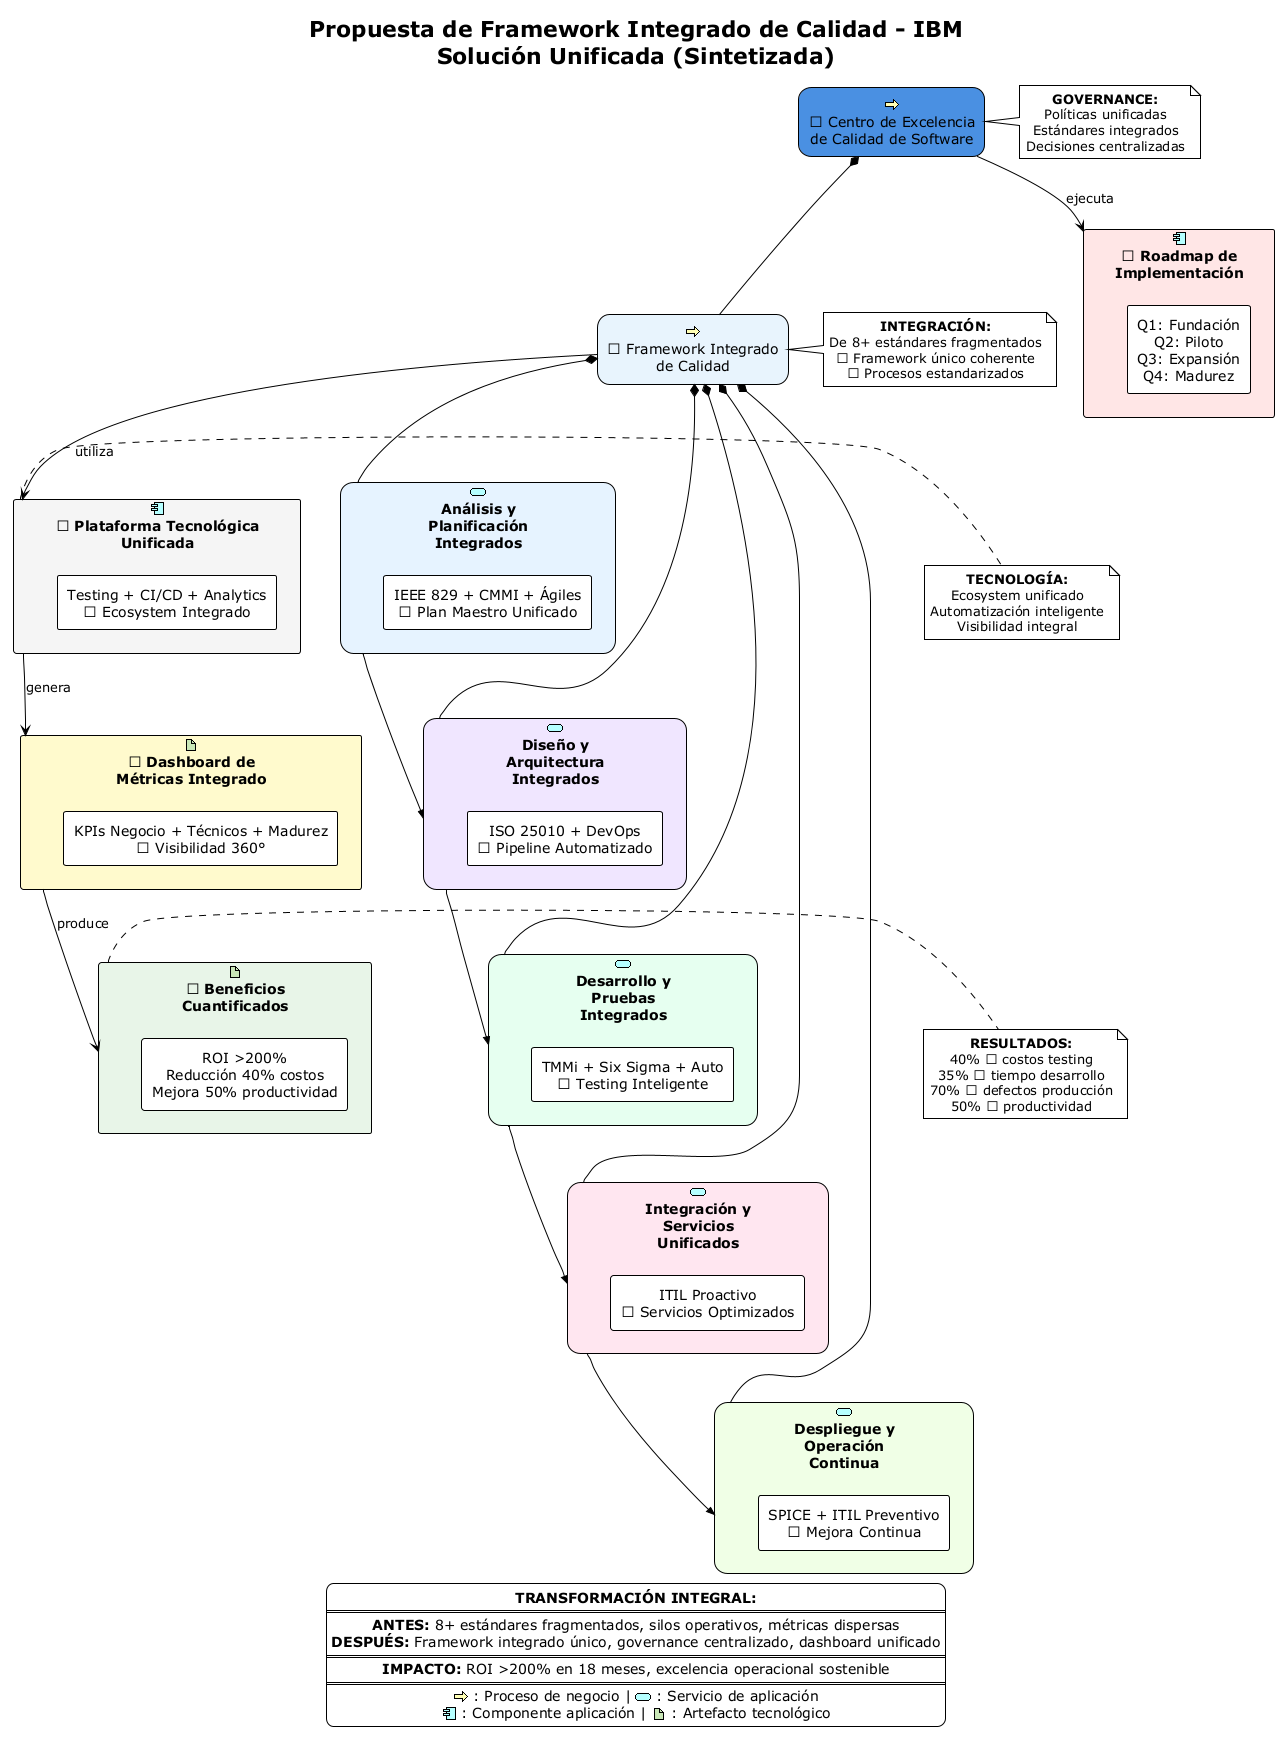 Propuesta de Framework Integrado de Calidad - IBM
Solución Unificada (Sintetizada)
□ Centro de Excelencia
de Calidad de Software
GOVERNANCE:
Políticas unificadas
Estándares integrados
Decisiones centralizadas
ejecuta
□ Roadmap de
Implementación
Q1: Fundación
Q2: Piloto
Q3: Expansión
Q4: Madurez
□ Framework Integrado
de Calidad
INTEGRACIÓN:
De 8+ estándares fragmentados
□ Framework único coherente
□ Procesos estandarizados
utiliza
□ Plataforma Tecnológica
Unificada
Testing + CI/CD + Analytics
□ Ecosystem Integrado
Análisis y
Planificación
Integrados
IEEE 829 + CMMI + Ágiles
□ Plan Maestro Unificado
TECNOLOGÍA:
Ecosystem unificado
Automatización inteligente
Visibilidad integral
genera
□ Dashboard de
Métricas Integrado
KPIs Negocio + Técnicos + Madurez
□ Visibilidad 360°
Diseño y
Arquitectura
Integrados
ISO 25010 + DevOps
□ Pipeline Automatizado
produce
□ Beneficios
Cuantificados
ROI >200%
Reducción 40% costos
Mejora 50% productividad
Desarrollo y
Pruebas
Integrados
TMMi + Six Sigma + Auto
□ Testing Inteligente
RESULTADOS:
40% □ costos testing
35% □ tiempo desarrollo
70% □ defectos producción
50% □ productividad
Integración y
Servicios
Unificados
ITIL Proactivo
□ Servicios Optimizados
Despliegue y
Operación
Continua
SPICE + ITIL Preventivo
□ Mejora Continua
TRANSFORMACIÓN INTEGRAL:
ANTES: 8+ estándares fragmentados, silos operativos, métricas dispersas
DESPUÉS: Framework integrado único, governance centralizado, dashboard unificado
IMPACTO: ROI >200% en 18 meses, excelencia operacional sostenible
: Proceso de negocio | : Servicio de aplicación
: Componente aplicación | : Artefacto tecnológico